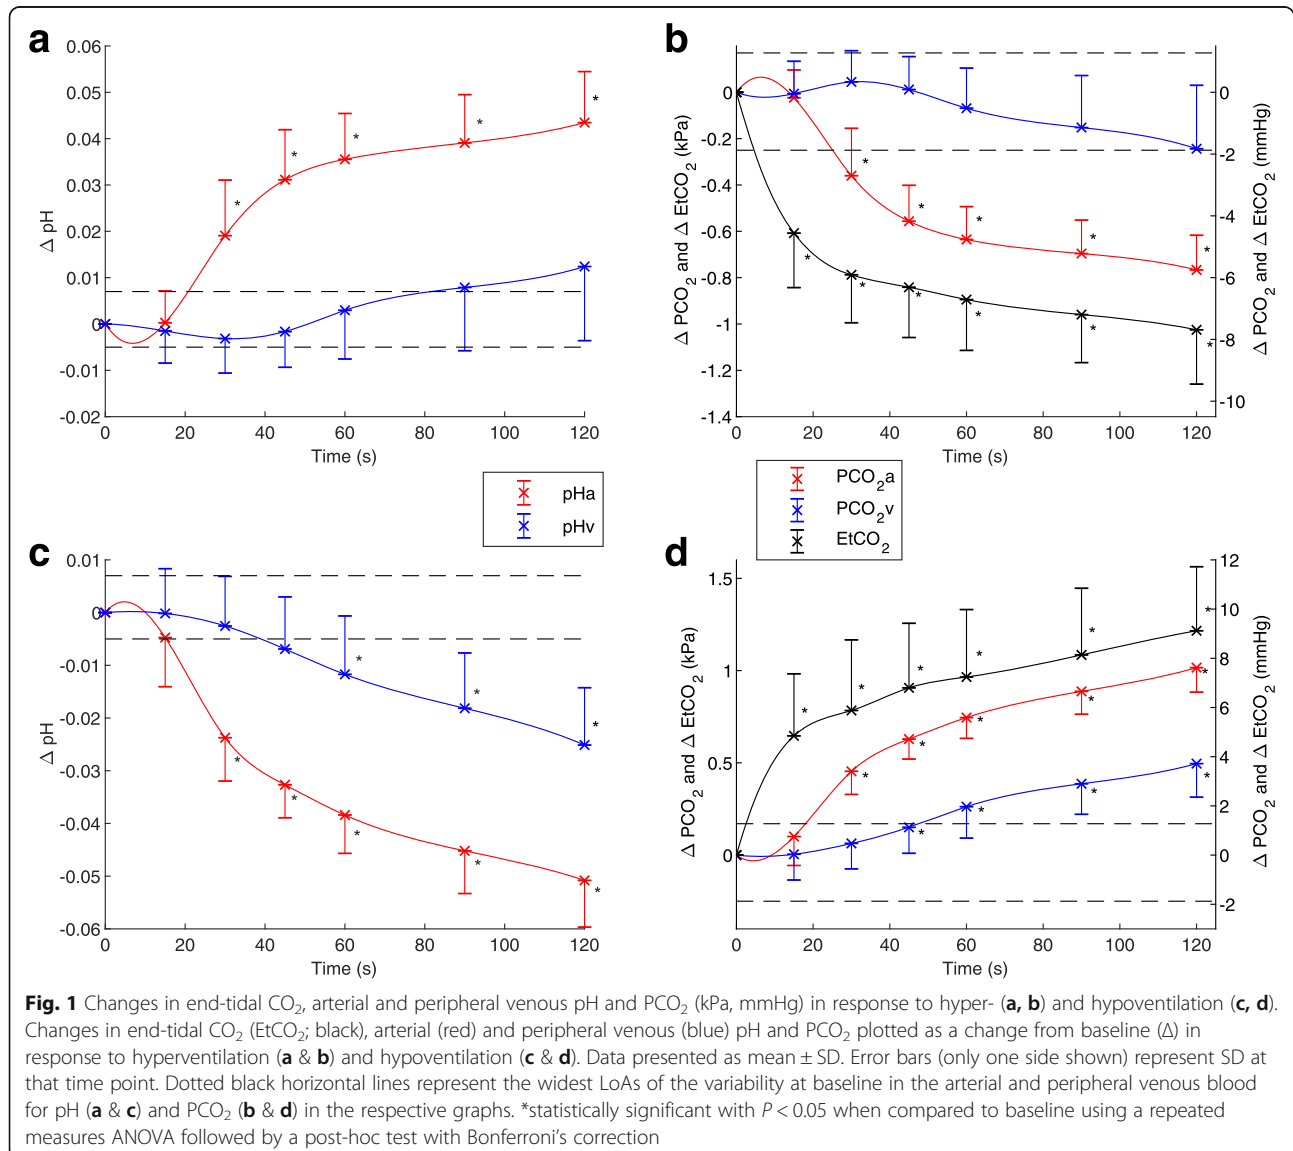 a
b
0.06
0.05
0.04
0.03
0.02
0.01
0
-0.01
-0.02
Δ pH
0 20 40 60 80 100 120
Time (s)
* * * * * *
0
-0.2
-0.4
-0.6
-0.8
-1
-1.2
-1.4
Δ PCO2 and Δ EtCO2 (kPa)
0
-2
-4
-6
-8
-10
Δ PCO2 and Δ EtCO2 (mmHg)
0 20 40 60 80 100 120
Time (s)
* * * * *
* * * * * *
pHa
pHv
PCO2a
PCO2v
EtCO2
c
d
0.01
0
-0.01
-0.02
-0.03
-0.04
-0.05
-0.06
Δ pH
0 20 40 60 80 100 120
Time (s)
* * *
* * * * *
1.5
1
0.5
0
Δ PCO2 and Δ EtCO2 (kPa)
12
10
8
6
4
2
0
-2
Δ PCO2 and Δ EtCO2 (mmHg)
0 20 40 60 80 100 120
Time (s)
* * * * * *
* * * * *
* * * *
Fig. 1 Changes in end-tidal CO2, arterial and peripheral venous pH and PCO2 (kPa, mmHg) in response to hyper- (a, b) and hypoventilation (c, d).
Changes in end-tidal CO2 (EtCO2; black), arterial (red) and peripheral venous (blue) pH and PCO2 plotted as a change from baseline (Δ) in
response to hyperventilation (a & b) and hypoventilation (c & d). Data presented as mean ± SD. Error bars (only one side shown) represent SD at
that time point. Dotted black horizontal lines represent the widest LoAs of the variability at baseline in the arterial and peripheral venous blood
for pH (a & c) and PCO2 (b & d) in the respective graphs. *statistically significant with P < 0.05 when compared to baseline using a repeated
measures ANOVA followed by a post-hoc test with Bonferroni's correction